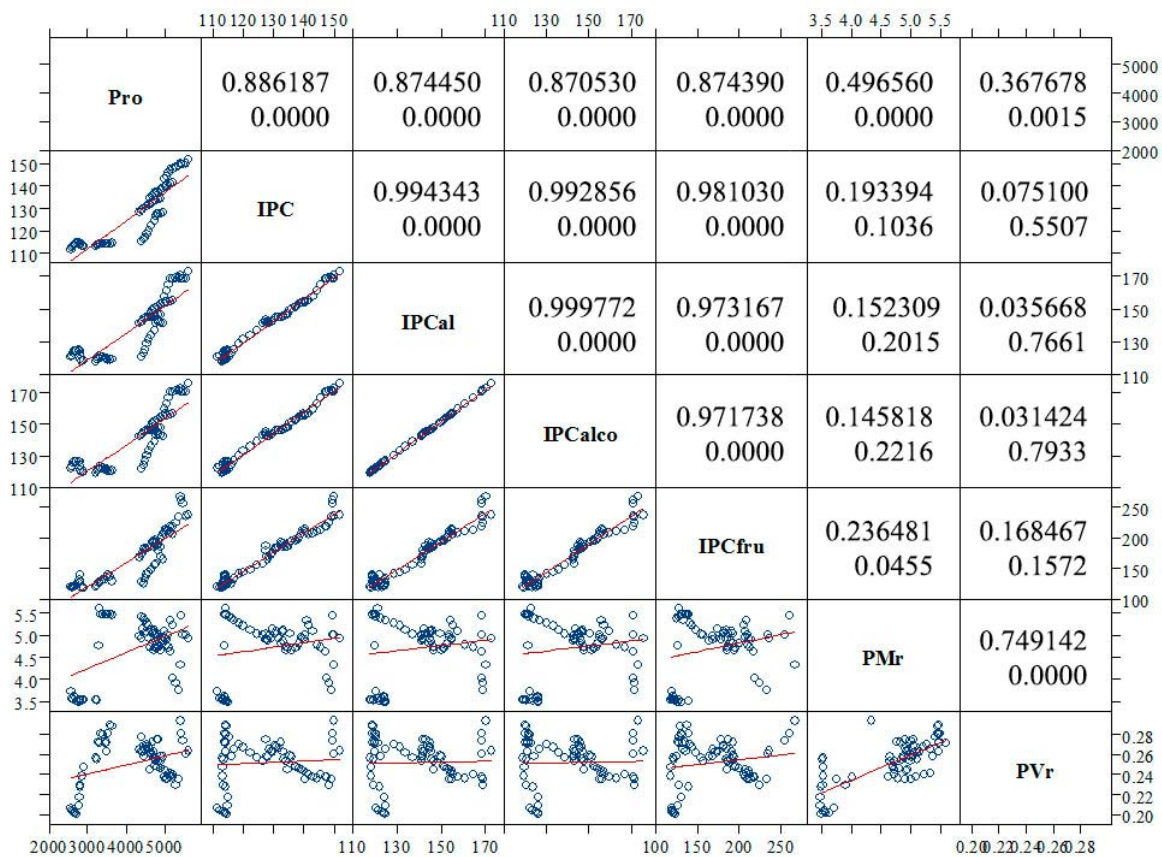 110 120 130 140 150 110 130 150 170 3.5 4.0 4.5 5.0 5.5
Pro 0.886187 0.874450 0.870530 0.874390 0.496560 0.367678 5000
0.0000 0.0000 0.0000 0.0000 0.0000 0.0015 4000
3000
2000
150
140 IPC 0.994343 0.992856 0.981030 0.193394 0.075100
130 0.0000 0.0000 0.0000 0.1036 0.5507
120
110
IPCal 0.999772 0.973167 0.152309 0.035668 170
0.0000 0.0000 0.2015 0.7661 150
130
110
170 IPCalco 0.971738 0.145818 0.031424
150 0.0000 0.2216 0.7933
130
110
IPCfru 0.236481 0.168467 250
0.0455 0.1572 200
150
100
5.5 PMr 0.749142
5.0 0.0000
4.5
4.0
3.5
PVr 0.28
0.26
0.24
0.22
0.20
2000 3000 4000 5000 110 130 150 170 100 150 200 250 0.20 0.22 0.24 0.26 0.28